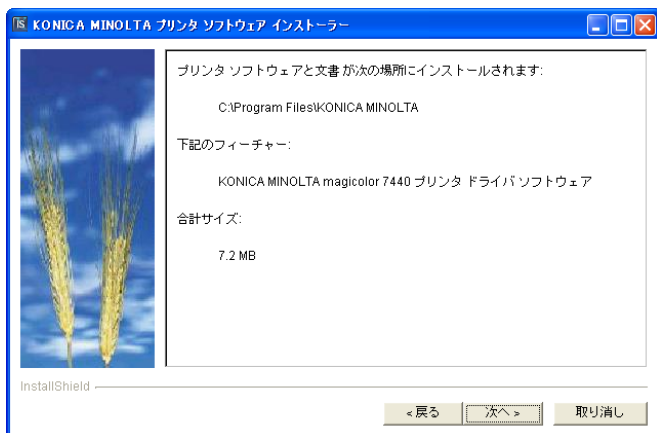 KONICA MINOLTA プリンタ ソフトウェア インストーラー
プリンタ ソフトウェアと文書 が次の場所にインストールされます:
C:\Program Files\KONICA MINOLTA
下記のフィーチャー:
KONICA MINOLTA magicolor 7440 プリンタ ドライバ ソフトウェア
合計サイズ:
7.2 MB
InstallShield
< 戻る
次へ >
取り消し